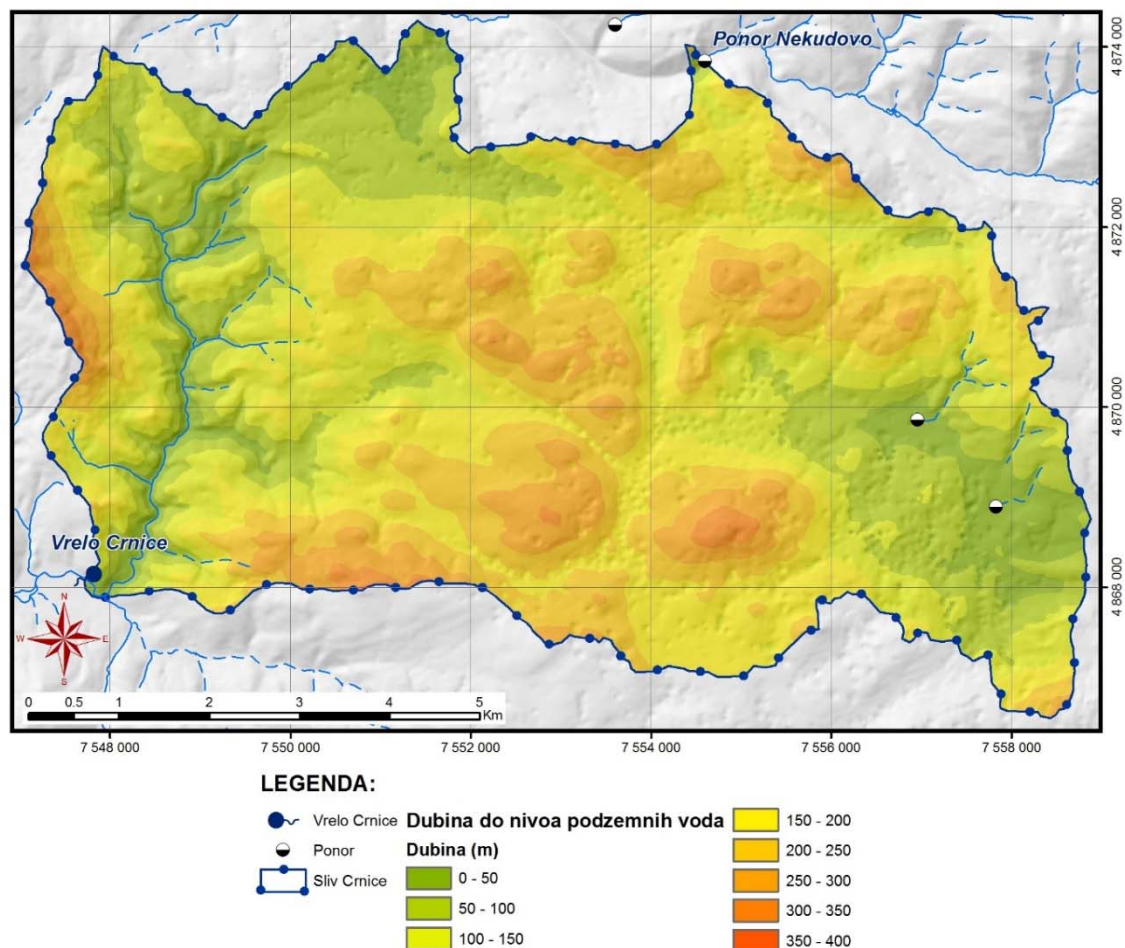 Ponor Nekudovo
4 874 000
4 872 000
4 870 000
4 868 000
Vrelo Crnice
N
W E
S
0 0.5 1 2 3 4 5
Km
7 548 000 7 550 000 7 552 000 7 554 000 7 556 000 7 558 000
LEGENDA:
Vrelo Crnice
Ponor
Sliv Crnice
Dubina do nivoa podzemnih voda
Dubina (m)
0 - 50
50 - 100
100 - 150
150 - 200
200 - 250
250 - 300
300 - 350
350 - 400